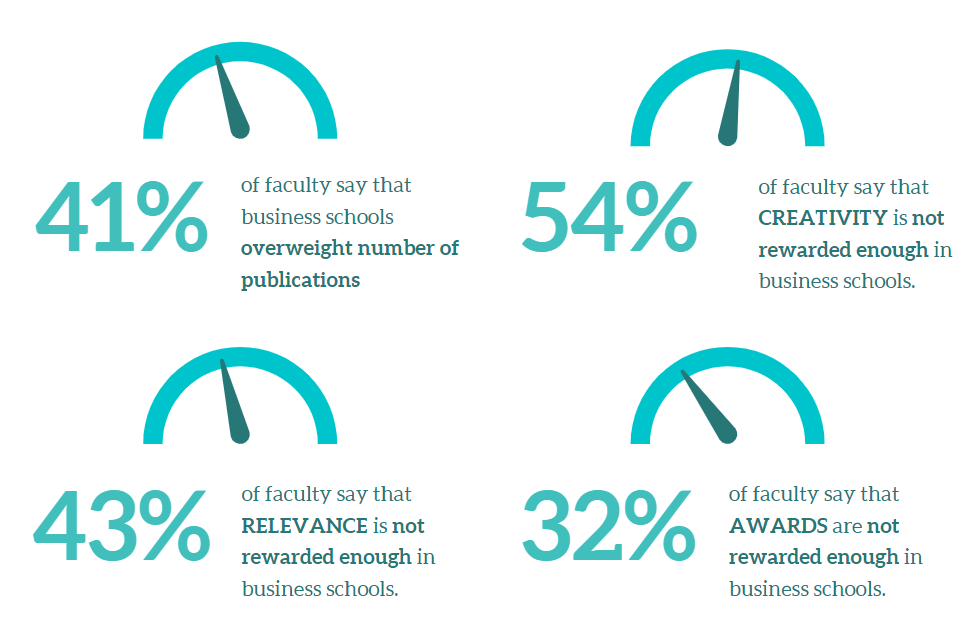 41%
of faculty say that
business schools
overweight number of
publications
54%
of faculty say that
CREATIVITY is not
rewarded enough in
business schools.
43%
of faculty say that
RELEVANCE is not
rewarded enough in
business schools.
32%
of faculty say that
AWARDS are not
rewarded enough in
business schools.